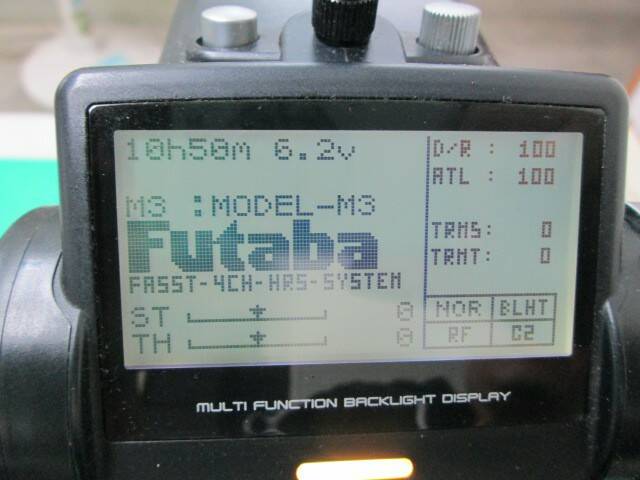 10h50m 6.2v
D/R : 100
ATL : 100
M3 :MODEL-M3
Futaba
TRMS: 0
TRMT: 0
FASST-4CH-HRS-SYSTEM
ST 0
TH 0
NOR BLHT
RF C2
MULTI FUNCTION BACKLIGHT DISPLAY